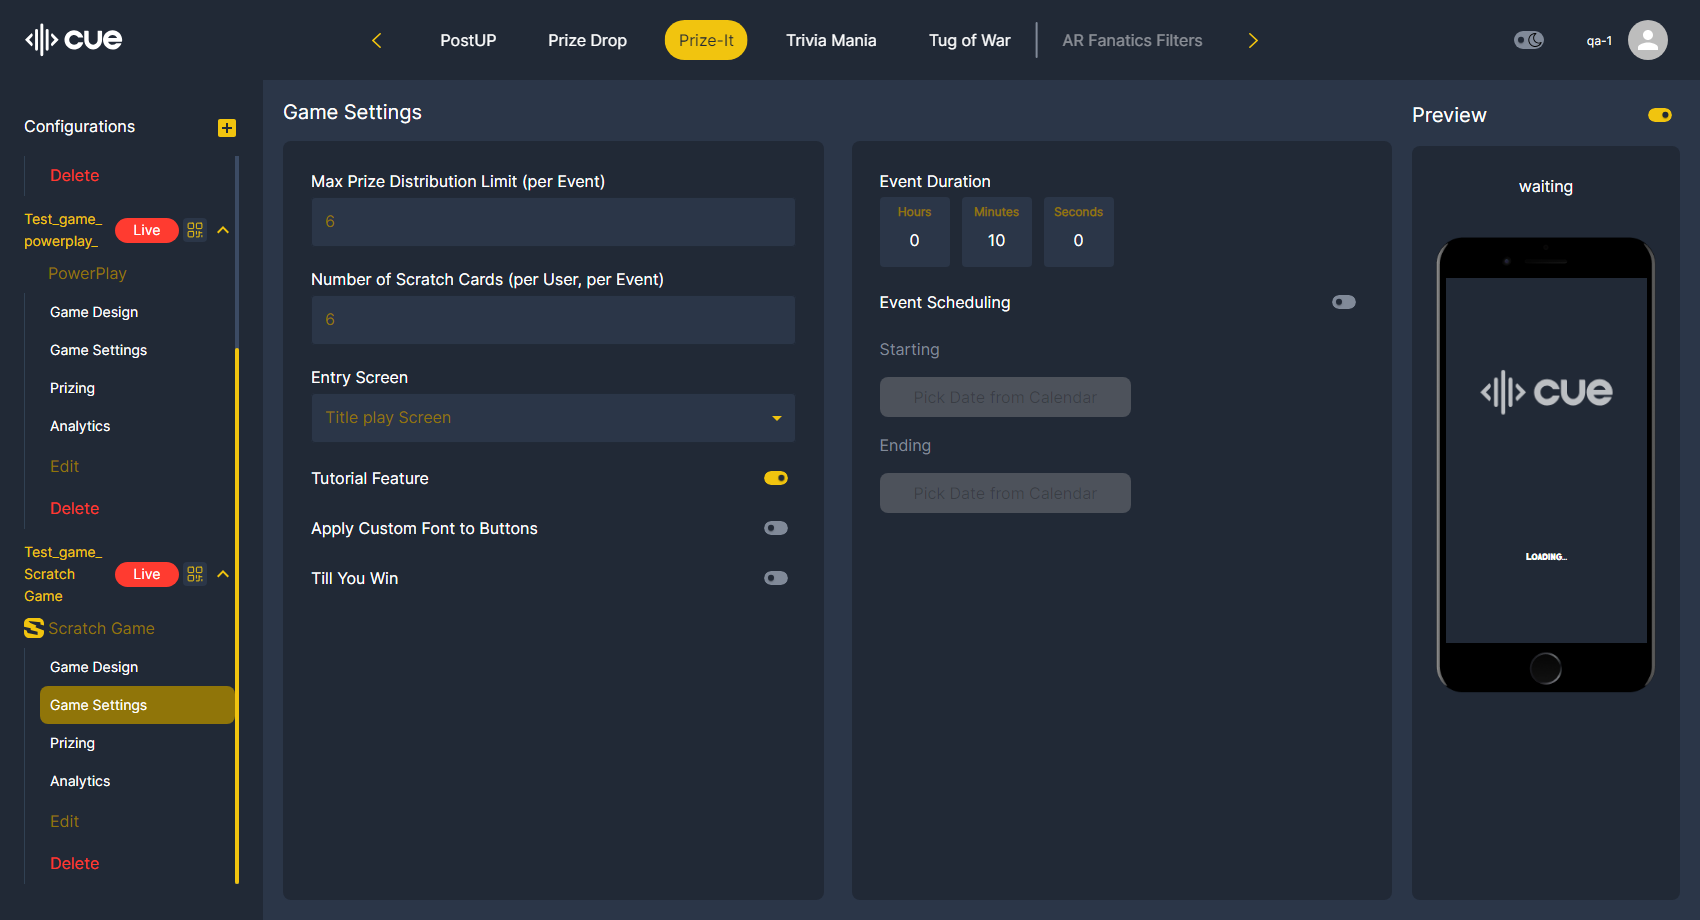 cue
PostUP
Prize Drop
Prize-It
Trivia Mania
Tug of War
AR Fanatics Filters
qa-1
Configurations
Delete
Test_game_
powerplay_
Live
PowerPlay
Game Design
Game Settings
Prizing
Analytics
Edit
Delete
Test_game_
Scratch
Game
Live
Scratch Game
Game Design
Game Settings
Prizing
Analytics
Edit
Delete
Game Settings
Max Prize Distribution Limit (per Event)
6
Number of Scratch Cards (per User, per Event)
6
Entry Screen
Title play Screen
Tutorial Feature
Apply Custom Font to Buttons
Till You Win
Event Duration
Hours
0
Minutes
10
Seconds
0
Event Scheduling
Starting
Pick Date from Calendar
Ending
Pick Date from Calendar
Preview
waiting
cue
LOADING...